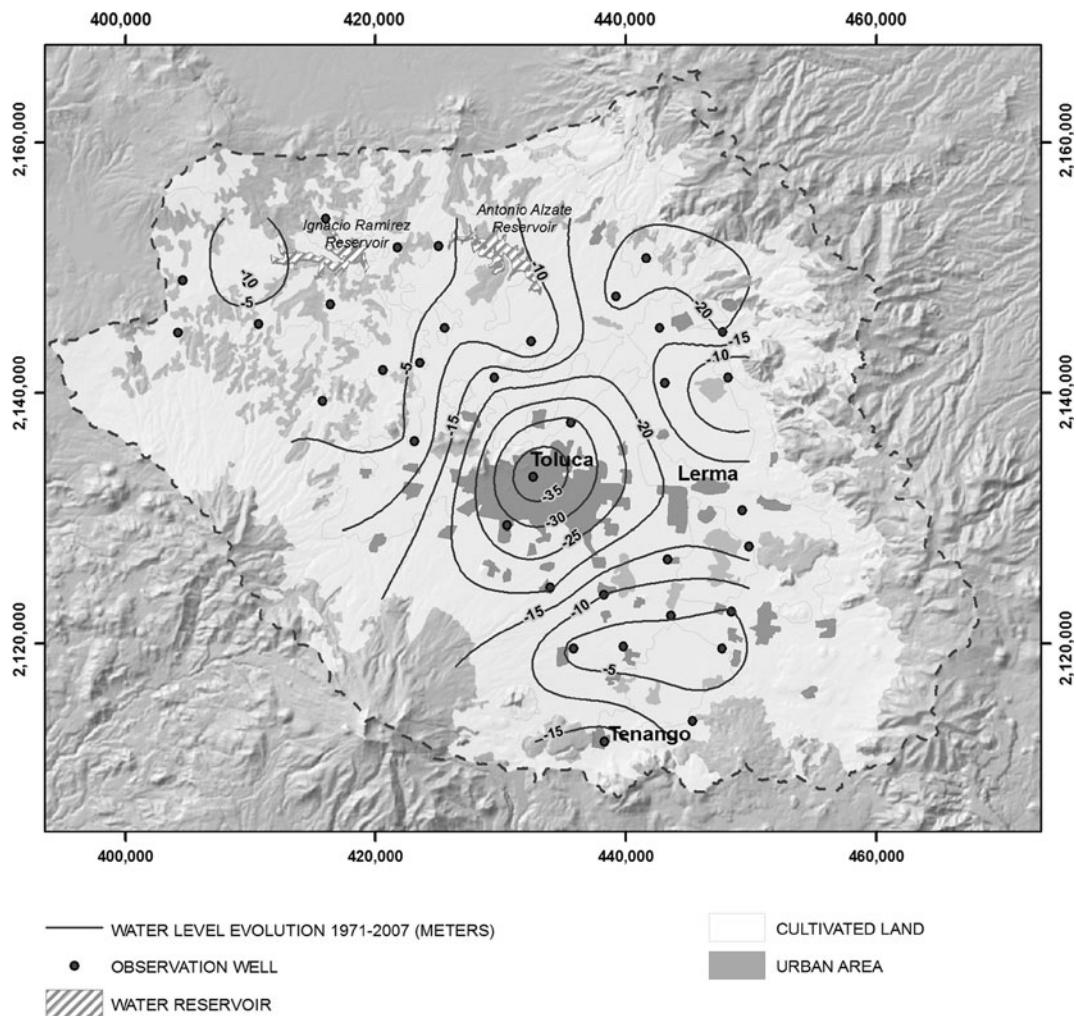 400,000 420,000 440,000 460,000
2,160,000 2,160,000
Ignacio Ramírez
Reservoir
Antonio Alzate
Reservoir
-10
-10
-5
-20
-15
-10
2,140,000 2,140,000
-5
-15
-20
Toluca
Lerma
-35
-30
-25
-15
-10
2,120,000 2,120,000
-5
-15
Tenango
400,000 420,000 440,000 460,000
WATER LEVEL EVOLUTION 1971-2007 (METERS)
OBSERVATION WELL
WATER RESERVOIR
CULTIVATED LAND
URBAN AREA